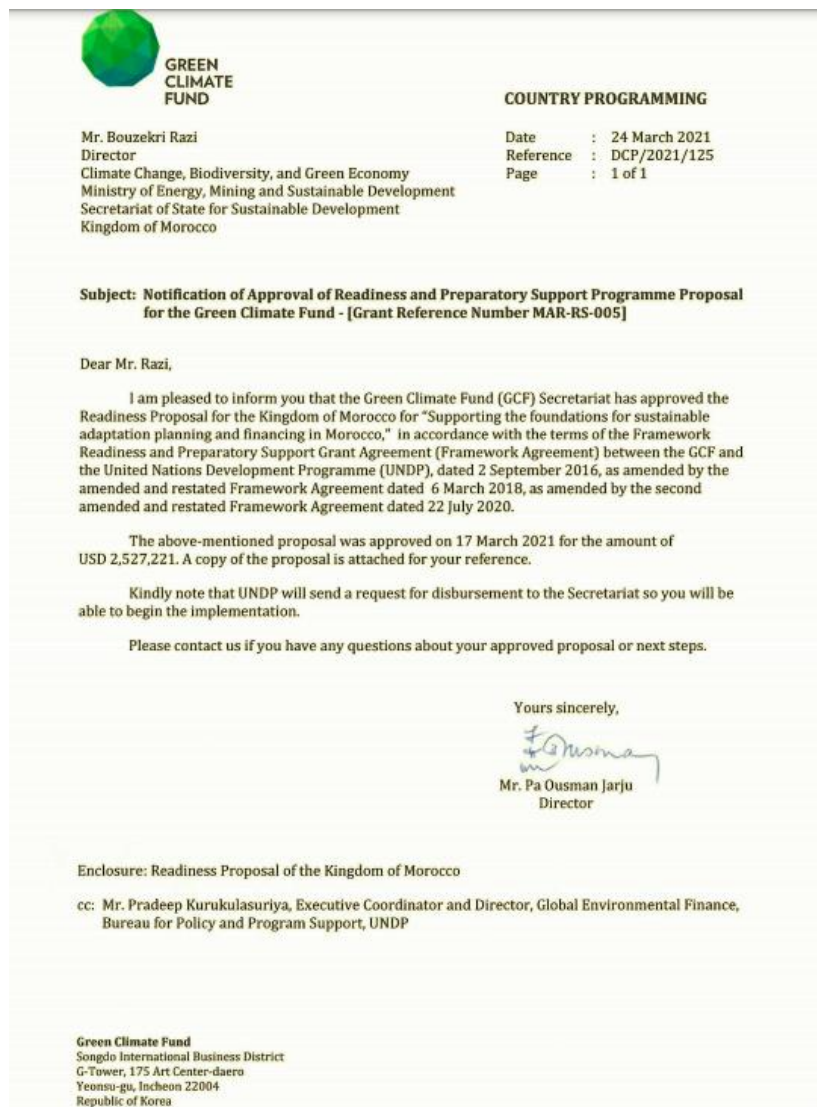 GREEN
CLIMATE
FUND
COUNTRY PROGRAMMING
Mr. Bouzekri Razi
Director
Climate Change, Biodiversity, and Green Economy
Ministry of Energy, Mining and Sustainable Development
Secretariat of State for Sustainable Development
Kingdom of Morocco
Date : 24 March 2021
Reference : DCP/2021/125
Page : 1 of 1
Subject: Notification of Approval of Readiness and Preparatory Support Programme Proposal
for the Green Climate Fund - [Grant Reference Number MAR-RS-005]
Dear Mr. Razi,
I am pleased to inform you that the Green Climate Fund (GCF) Secretariat has approved the
Readiness Proposal for the Kingdom of Morocco for “Supporting the foundations for sustainable
adaptation planning and financing in Morocco,” in accordance with the terms of the Framework
Readiness and Preparatory Support Grant Agreement (Framework Agreement) between the GCF and
the United Nations Development Programme (UNDP), dated 2 September 2016, as amended by the
amended and restated Framework Agreement dated 6 March 2018, as amended by the second
amended and restated Framework Agreement dated 22 July 2020.
The above-mentioned proposal was approved on 17 March 2021 for the amount of
USD 2,527,221. A copy of the proposal is attached for your reference.
Kindly note that UNDP will send a request for disbursement to the Secretariat so you will be
able to begin the implementation.
Please contact us if you have any questions about your approved proposal or next steps.
Yours sincerely,
Mr. Pa Ousman Jarju
Director
Enclosure: Readiness Proposal of the Kingdom of Morocco
cc: Mr. Pradeep Kurukulasuriya, Executive Coordinator and Director, Global Environmental Finance,
Bureau for Policy and Program Support, UNDP
Green Climate Fund
Songdo International Business District
G-Tower, 175 Art Center-daero
Yeonsu-gu, Incheon 22004
Republic of Korea